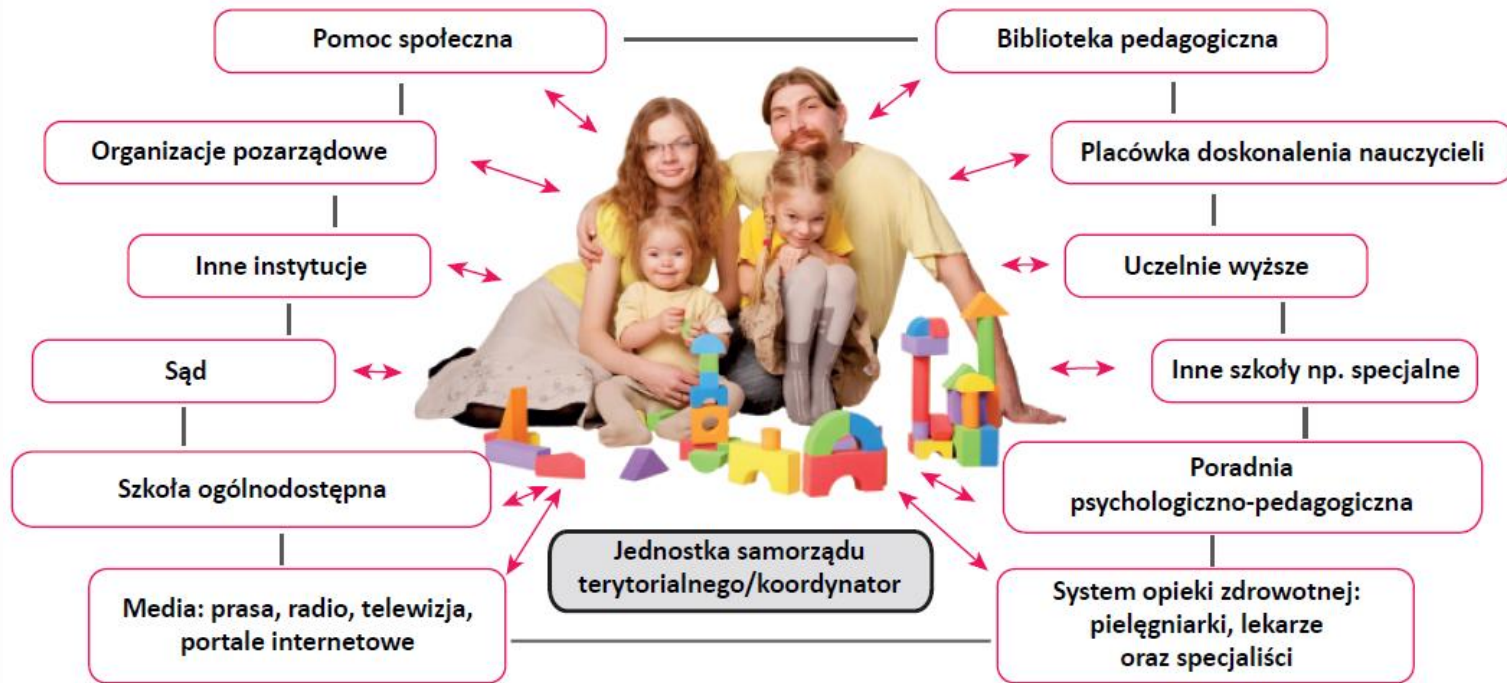 Pomoc społeczna
Biblioteka pedagogiczna
Organizacje pozarządowe
Placówka doskonalenia nauczycieli
Inne instytucje
Uczelnie wyższe
Sąd
Inne szkoły np. specjalne
Szkoła ogólnodostępna
Poradnia
psychologiczno-pedagogiczna
Jednostka samorządu
terytorialnego/koordynator
Media: prasa, radio, telewizja,
portale internetowe
System opieki zdrowotnej:
pielęgniarki, lekarze
oraz specjaliści